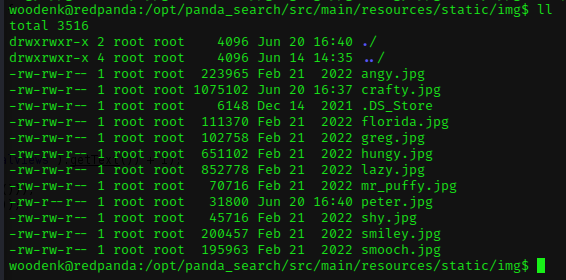 woodenk@redpanda:/opt/panda_search/src/main/resources/static/img$ ll
total 3516
drwxrwxr-x 2 root root    4096 Jun 20 16:40 ./
drwxrwxr-x 4 root root    4096 Jun 14 14:35 ../
-rw-rw-r-- 1 root root  223965 Feb 21  2022 angy.jpg
-rw-rw-r-- 1 root root 1075102 Jun 20 16:37 crafty.jpg
-rw-rw-r-- 1 root root    6148 Dec 14  2021 .DS_Store
-rw-rw-r-- 1 root root  111370 Feb 21  2022 florida.jpg
-rw-rw-r-- 1 root root  102758 Feb 21  2022 greg.jpg
-rw-rw-r-- 1 root root  651102 Feb 21  2022 hungy.jpg
-rw-rw-r-- 1 root root  852778 Feb 21  2022 lazy.jpg
-rw-rw-r-- 1 root root   70716 Feb 21  2022 mr_puffy.jpg
-rw-r--r-- 1 root root   31800 Jun 20 16:40 peter.jpg
-rw-rw-r-- 1 root root   45716 Feb 21  2022 shy.jpg
-rw-rw-r-- 1 root root  200457 Feb 21  2022 smiley.jpg
-rw-rw-r-- 1 root root  195963 Feb 21  2022 smooch.jpg
woodenk@redpanda:/opt/panda_search/src/main/resources/static/img$